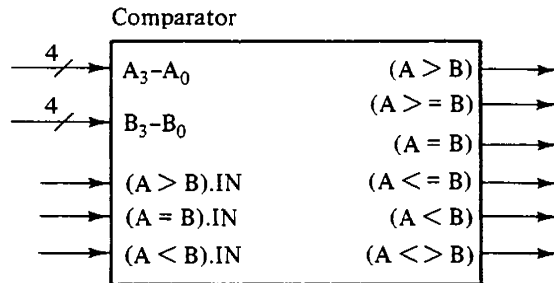 Comparator
4
A₃–A₀
(A > B)
4
(A > = B)
B₃–B₀
(A = B)
(A > B).IN
(A < = B)
(A = B).IN
(A < B)
(A < B).IN
(A < > B)